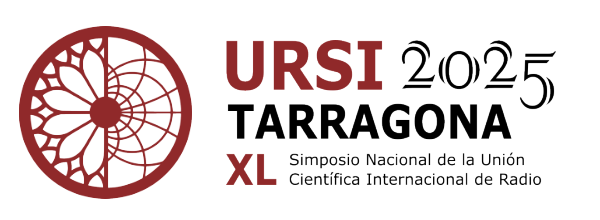 URSI 2025
TARRAGONA
XL Simposio Nacional de la Unión
Científica Internacional de Radio